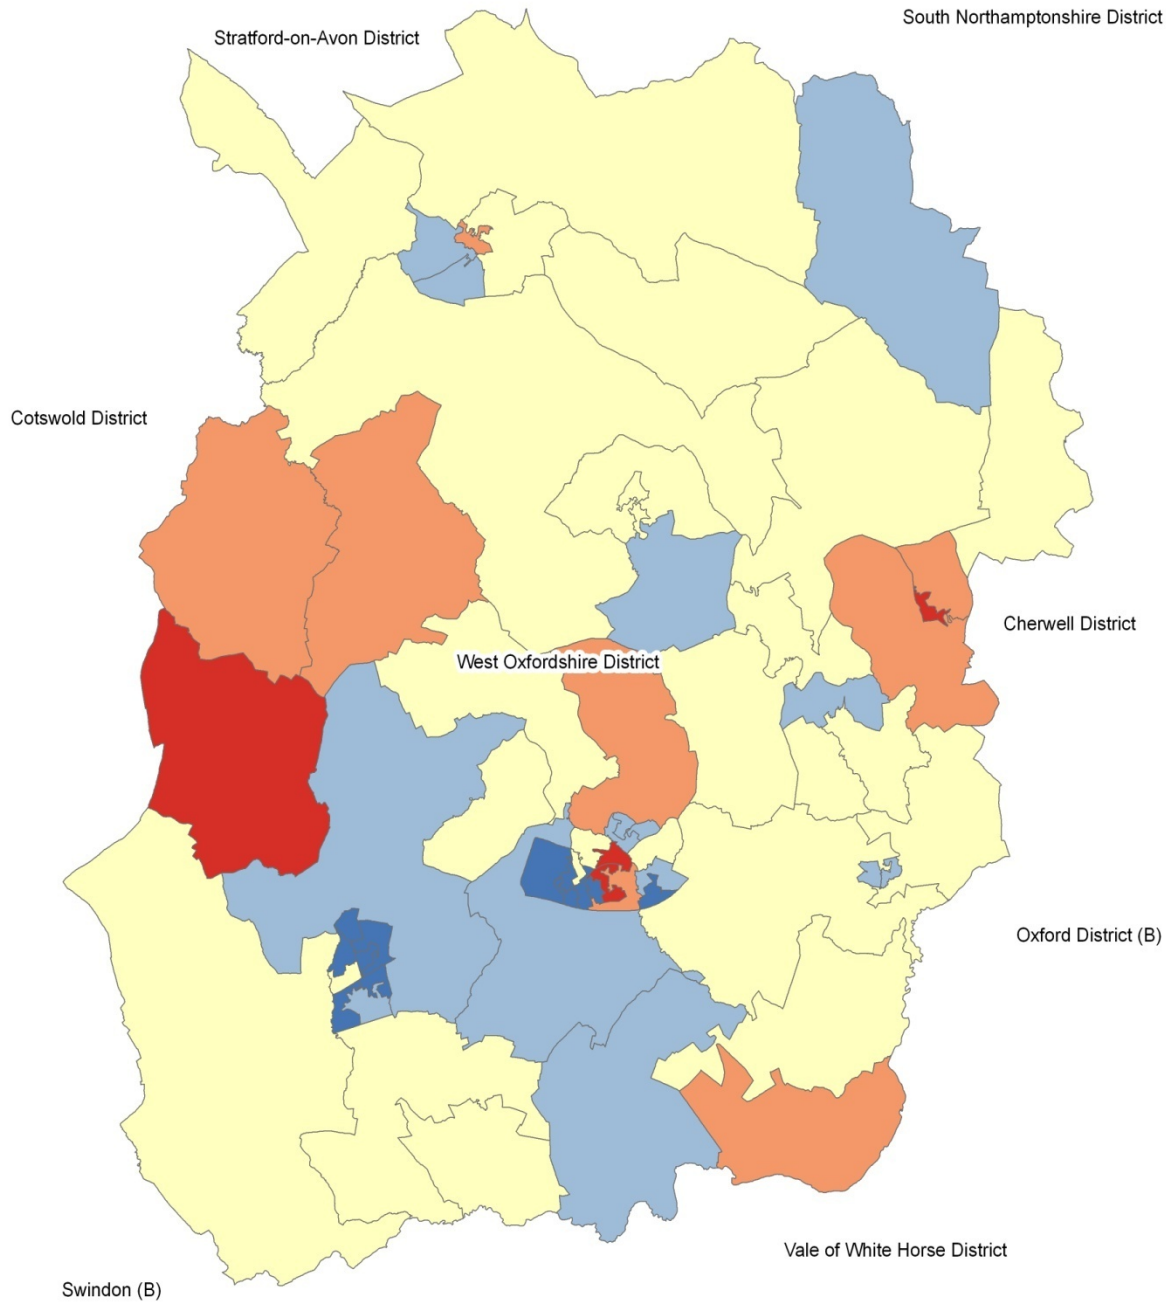 South Northamptonshire District
Stratford-on-Avon District
Cotswold District
Cherwell District
West Oxfordshire District
Oxford District (B)
Vale of White Horse District
Swindon (B)